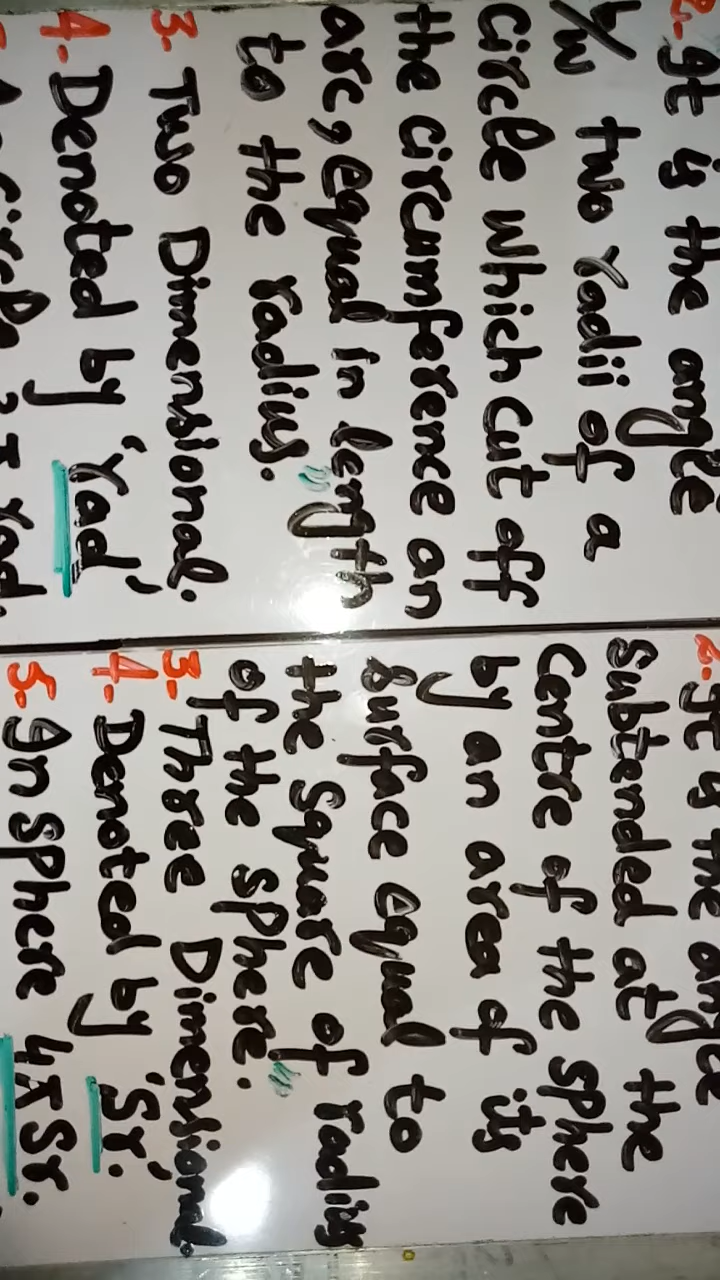 2. It is the angle
b/w two radii of a
circle which cut off
the circumference an
arc, equal in length
to the radius.
3. Two Dimensional.
4. Denoted by 'rad'
2. It is the angle
subtended at the
centre of the sphere
by an area of its
surface equal to
the square of radius
of the sphere.
3. Three Dimensional.
4. Denoted by 'Sr'.
5. In sphere 4π Sr.